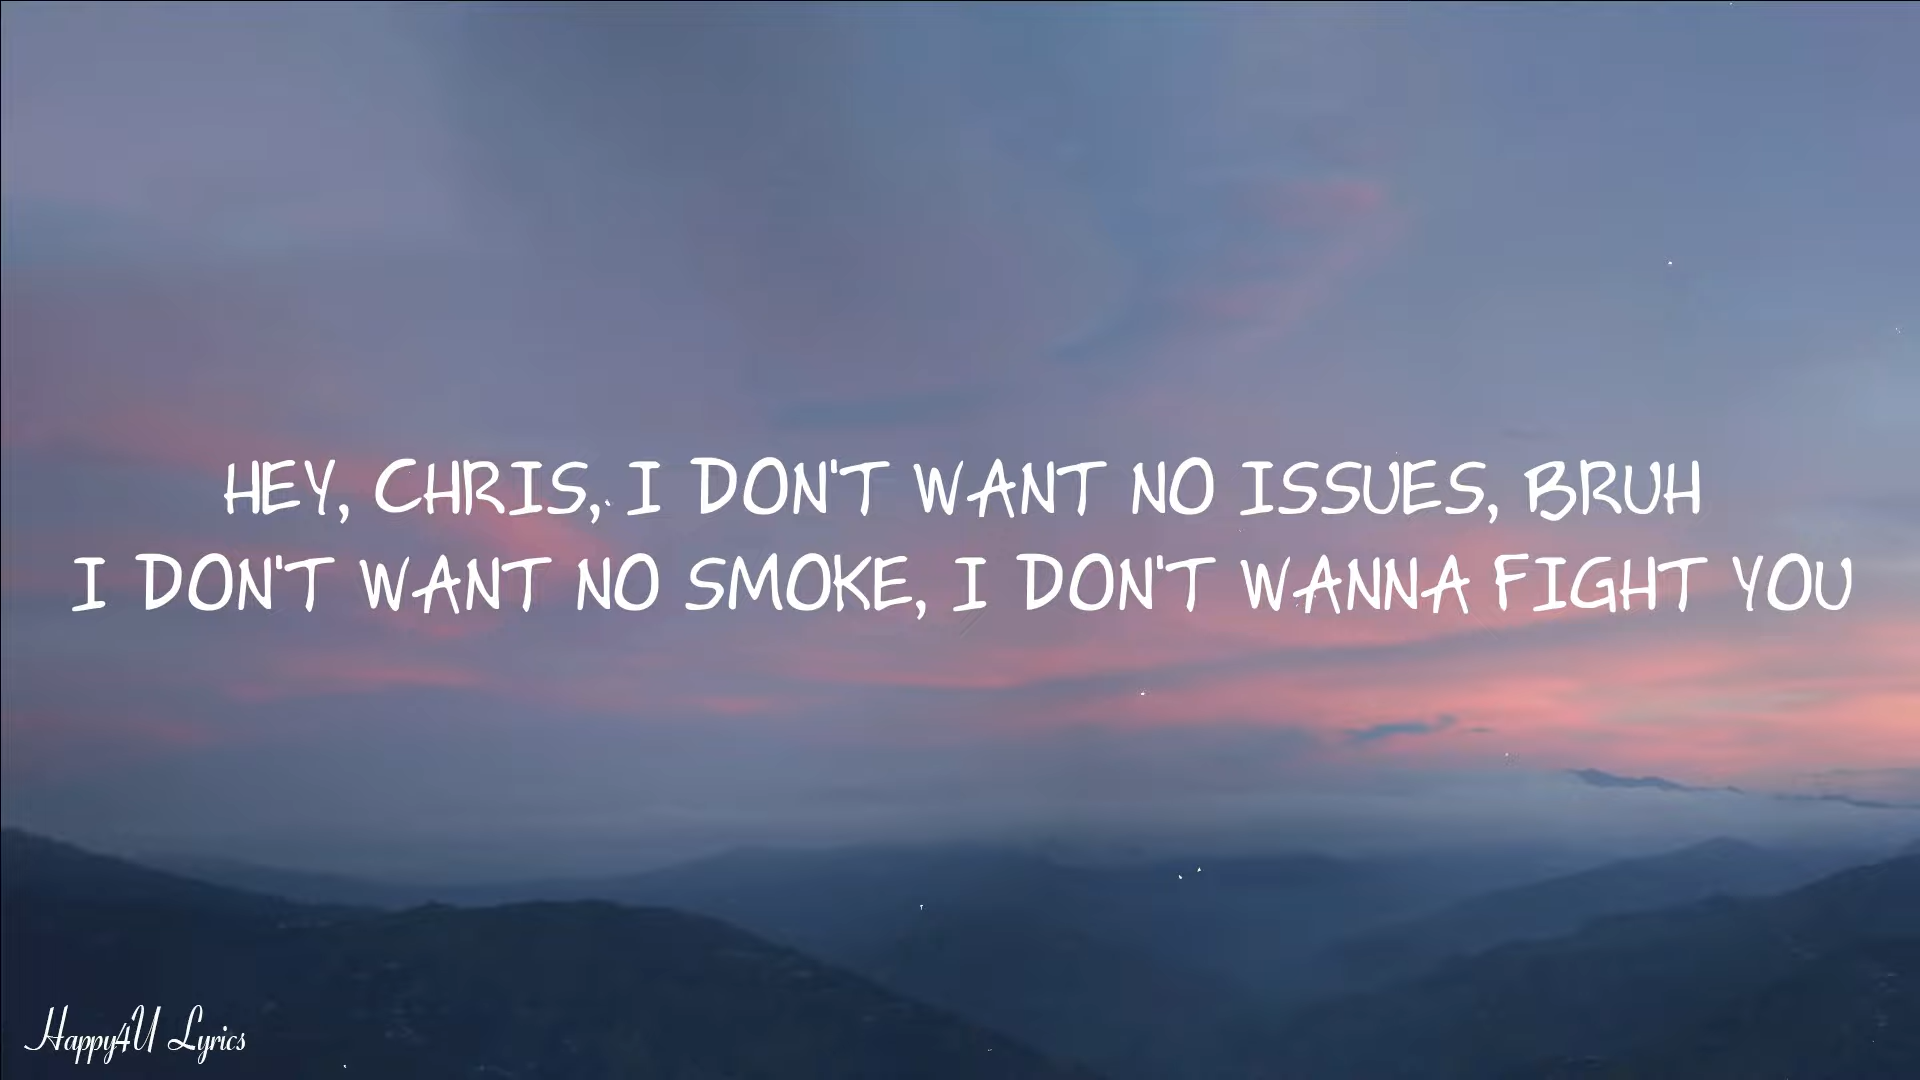 HEY, CHRIS, I DON'T WANT NO ISSUES, BRUH
I DON'T WANT NO SMOKE, I DON'T WANNA FIGHT YOU
Happy4U Lyrics